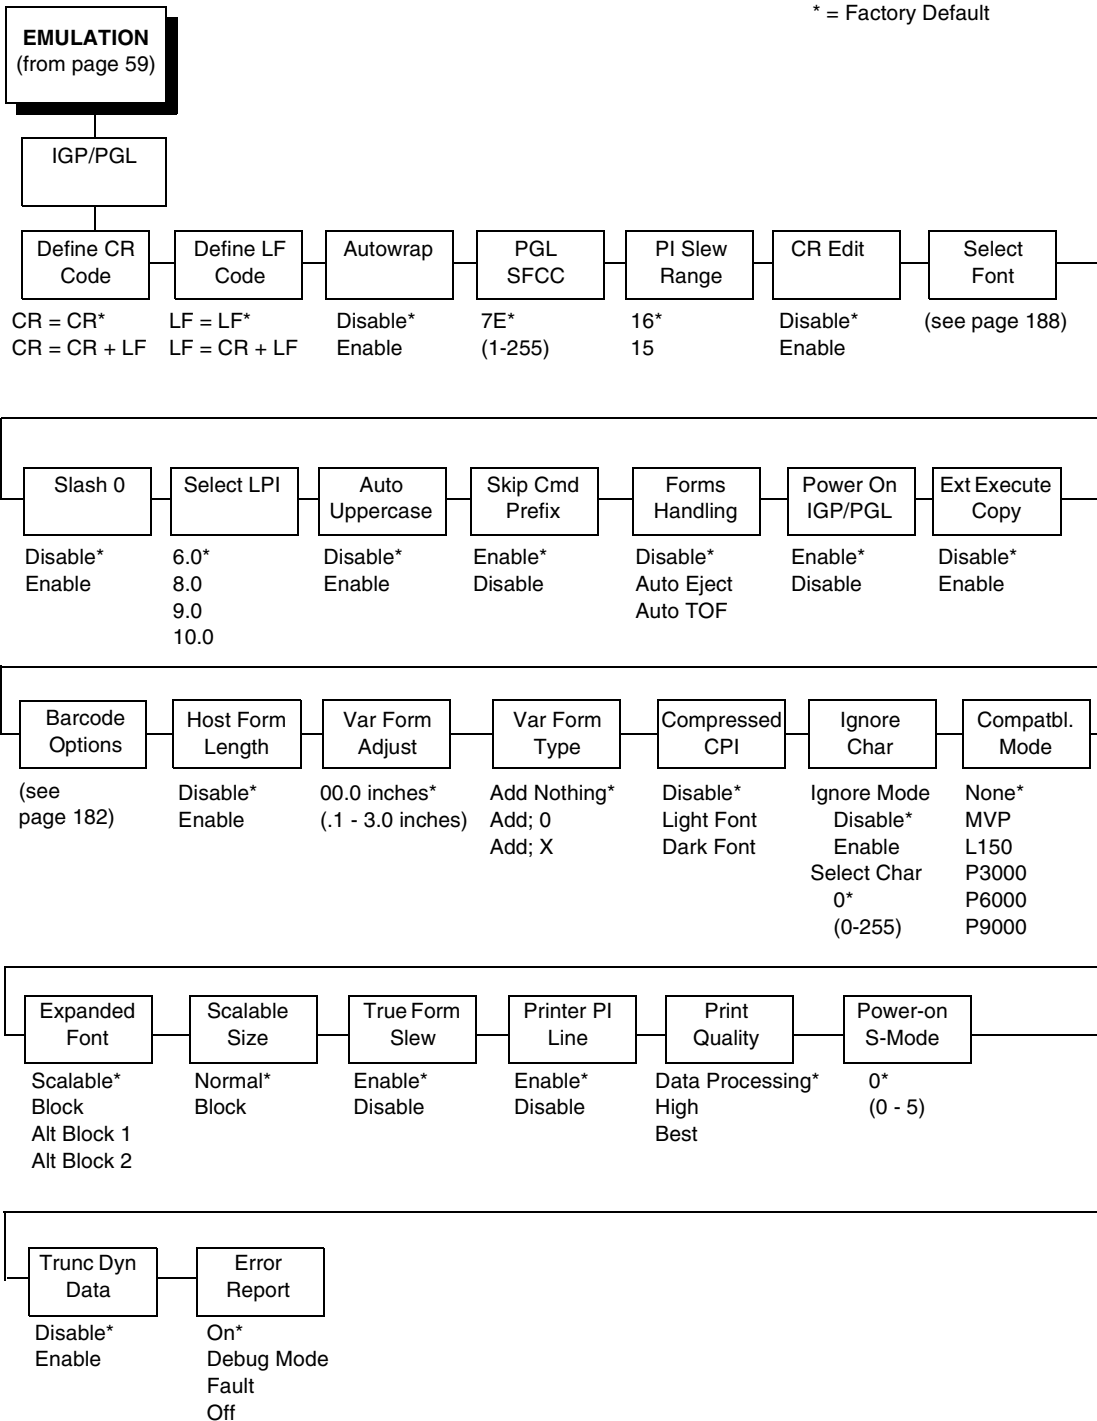 * = Factory Default
EMULATION
(from page 59)
IGP/PGL
Define CR
Code
CR = CR*
CR = CR + LF
Define LF
Code
LF = LF*
LF = CR + LF
Autowrap
Disable*
Enable
PGL
SFCC
7E*
(1-255)
PI Slew
Range
16*
15
CR Edit
Disable*
Enable
Select
Font
(see page 188)
Slash 0
Disable*
Enable
Select LPI
6.0*
8.0
9.0
10.0
Auto
Uppercase
Disable*
Enable
Skip Cmd
Prefix
Enable*
Disable
Forms
Handling
Disable*
Auto Eject
Auto TOF
Power On
IGP/PGL
Enable*
Disable
Ext Execute
Copy
Disable*
Enable
Barcode
Options
(see
page 182)
Host Form
Length
Disable*
Enable
Var Form
Adjust
00.0 inches*
(.1 - 3.0 inches)
Var Form
Type
Add Nothing*
Add; 0
Add; X
Compressed
CPI
Disable*
Light Font
Dark Font
Ignore
Char
Ignore Mode
Disable*
Enable
Select Char
0*
(0-255)
Compatbl.
Mode
None*
MVP
L150
P3000
P6000
P9000
Expanded
Font
Scalable*
Block
Alt Block 1
Alt Block 2
Scalable
Size
Normal*
Block
True Form
Slew
Enable*
Disable
Printer PI
Line
Enable*
Disable
Print
Quality
Data Processing*
High
Best
Power-on
S-Mode
0*
(0 - 5)
Trunc Dyn
Data
Disable*
Enable
Error
Report
On*
Debug Mode
Fault
Off